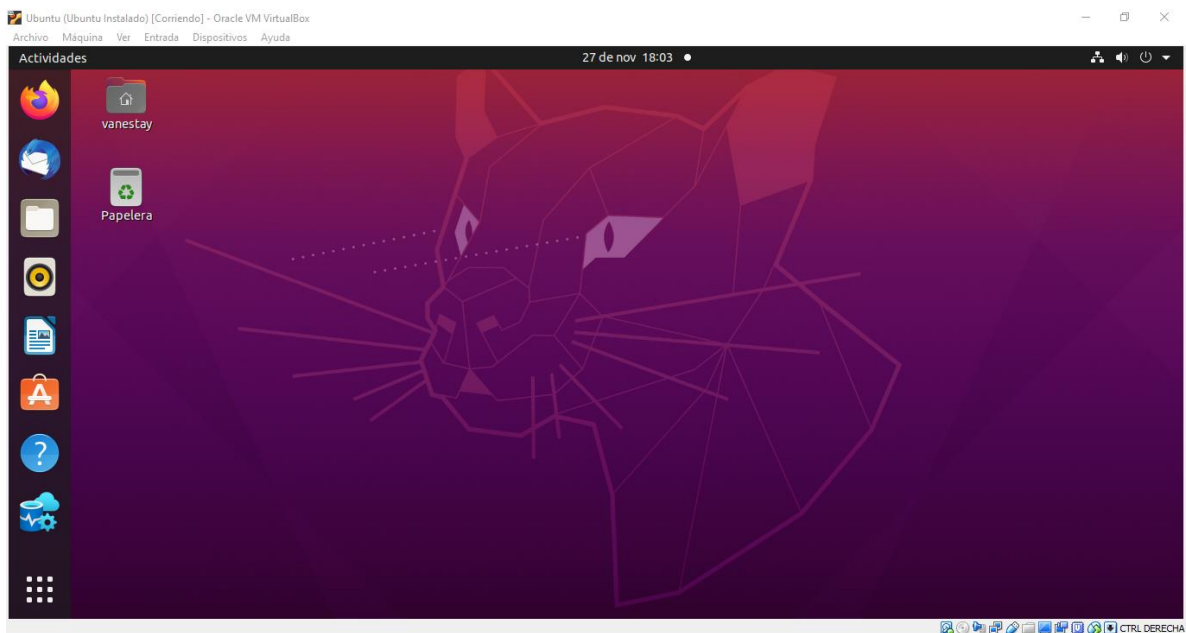 Ubuntu (Ubuntu Instalado) [Corriendo] - Oracle VM VirtualBox
Archivo Máquina Ver Entrada Dispositivos Ayuda
Actividades 27 de nov 18:03
vanestay
Papelera
CTRL DERECHA